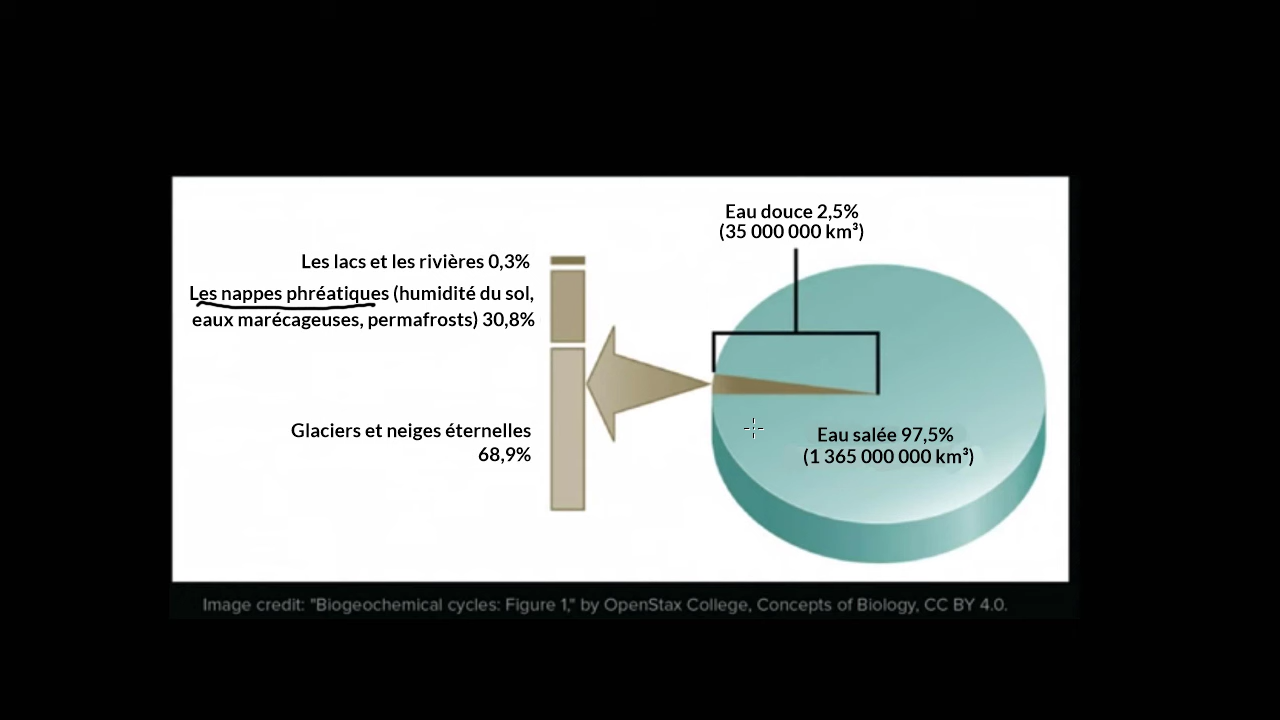 Eau douce 2,5%
(35 000 000 km³)
Les lacs et les rivières 0,3%
Les nappes phréatiques (humidité du sol,
eaux marécageuses, permafrosts) 30,8%
Glaciers et neiges éternelles
68,9%
Eau salée 97,5%
(1 365 000 000 km³)
Image credit: "Biogeochemical cycles: Figure 1," by OpenStax College, Concepts of Biology, CC BY 4.0.